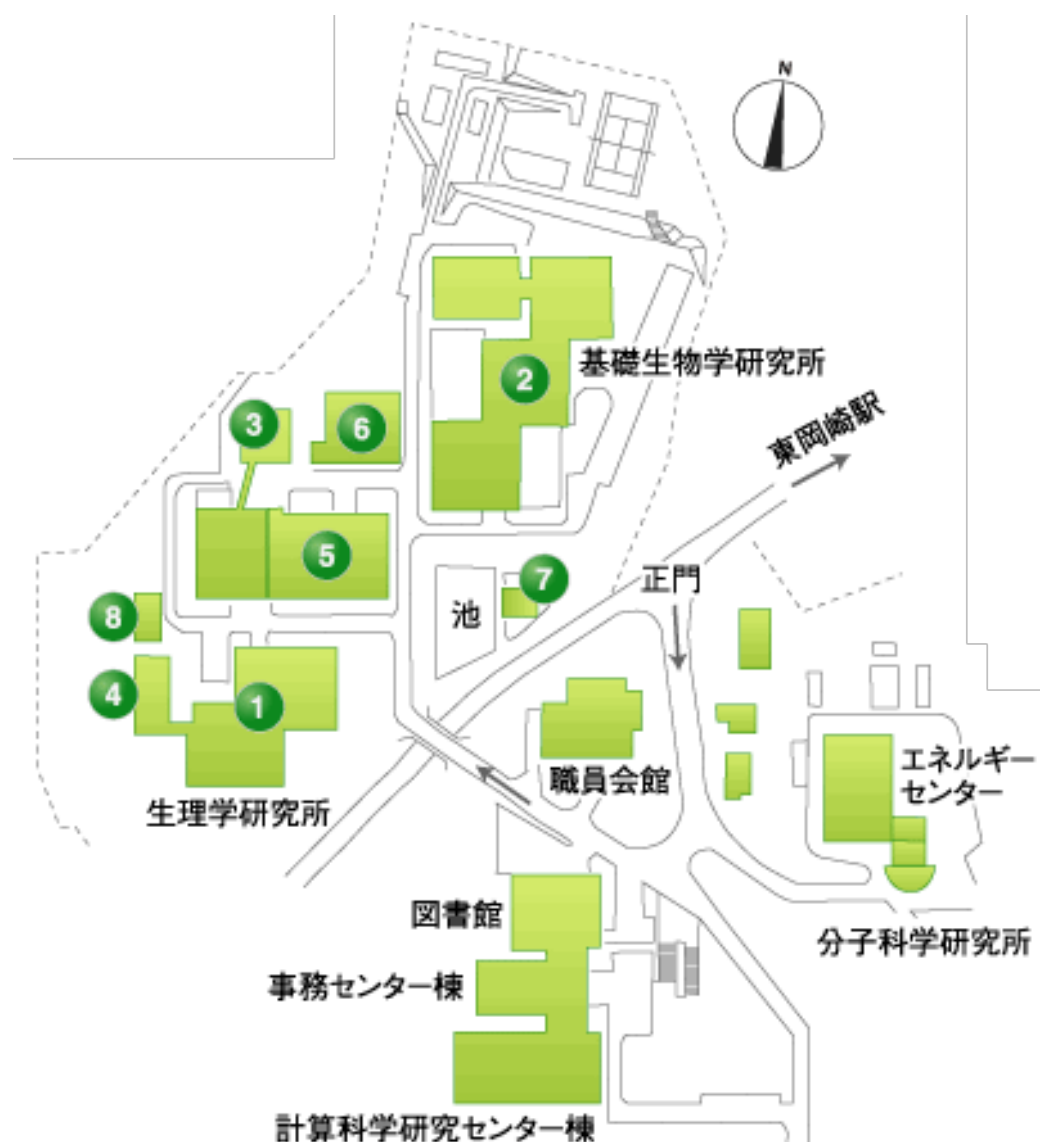 N
基礎生物学研究所
2
3
6
東岡崎駅
5
7
正門
池
8
4
1
エネルギー
センター
職員会館
生理学研究所
図書館
分子科学研究所
事務センター棟
計算科学研究センター棟